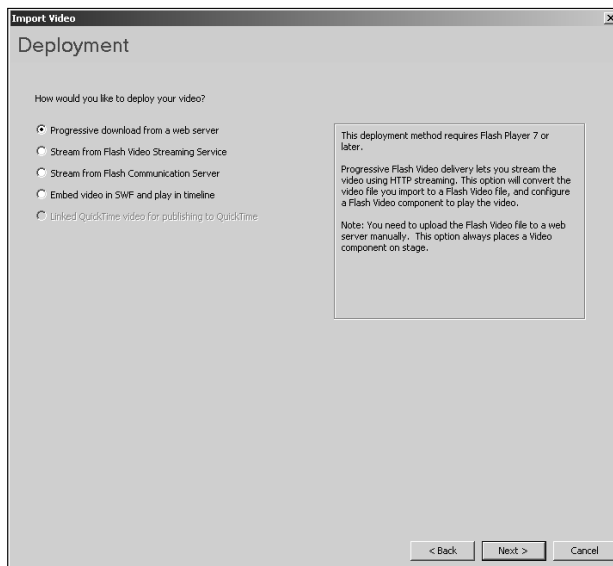 Import Video
Deployment
How would you like to deploy your video?
Progressive download from a web server
Stream from Flash Video Streaming Service
Stream from Flash Communication Server
Embed video in SWF and play in timeline
Linked QuickTime video for publishing to QuickTime
This deployment method requires Flash Player 7 or
later.
Progressive Flash Video delivery lets you stream the
video using HTTP streaming. This option will convert the
video file you import to a Flash Video file, and configure
a Flash Video component to play the video.
Note: You need to upload the Flash Video file to a web
server manually. This option always places a Video
component on stage.
< Back
Next >
Cancel